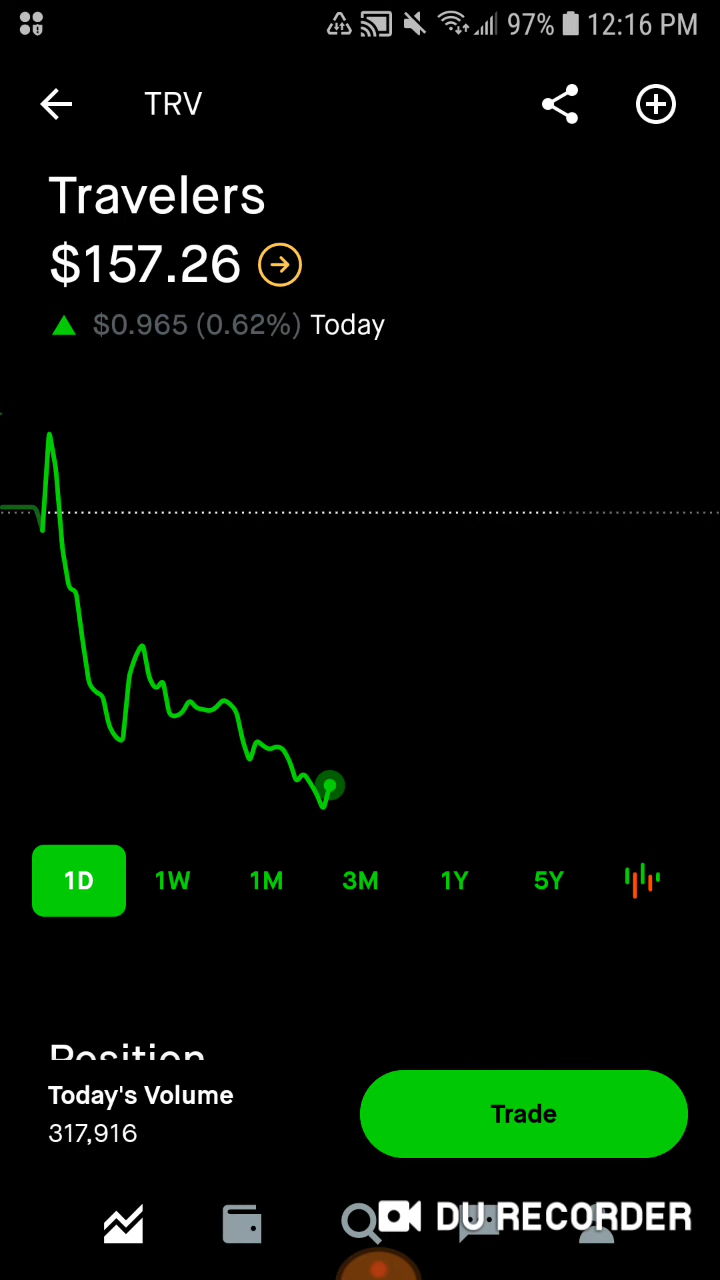 97% 12:16 PM
TRV
Travelers
$157.26
$0.965 (0.62%) Today
1D 1W 1M 3M 1Y 5Y
Position
Today's Volume
317,916
Trade
DU RECORDER